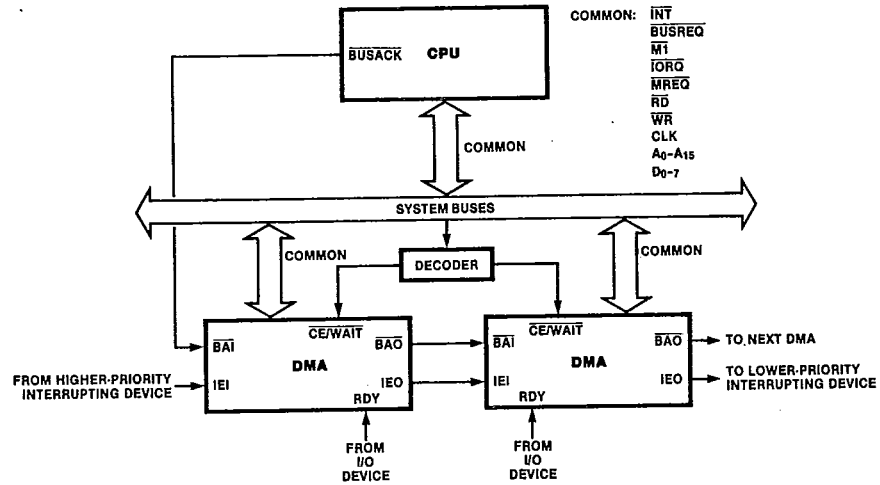 COMMON: INT
BUSREQ
M1
IORQ
MREQ
RD
WR
CLK
A0-A15
D0-7
BUSACK CPU
COMMON
SYSTEM BUSES
COMMON
DECODER
COMMON
CE/WAIT
BAI
BAO
DMA
IEI
IEO
RDY
CE/WAIT
BAI
BAO
DMA
IEI
IEO
RDY
TO NEXT DMA
FROM HIGHER-PRIORITY
INTERRUPTING DEVICE
TO LOWER-PRIORITY
INTERRUPTING DEVICE
FROM
I/O
DEVICE
FROM
I/O
DEVICE